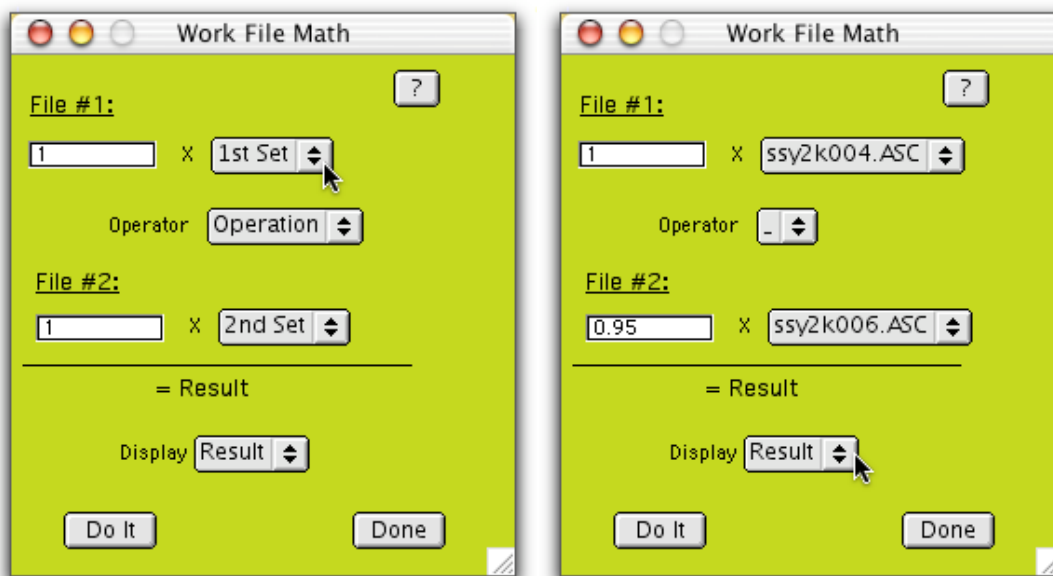 Work File Math
?
File #1:
1 X 1st Set
Operator Operation
File #2:
1 X 2nd Set
= Result
Display Result
Do It Done
Work File Math
?
File #1:
1 X ssy2k004.ASC
Operator _
File #2:
0.95 X ssy2k006.ASC
= Result
Display Result
Do It Done